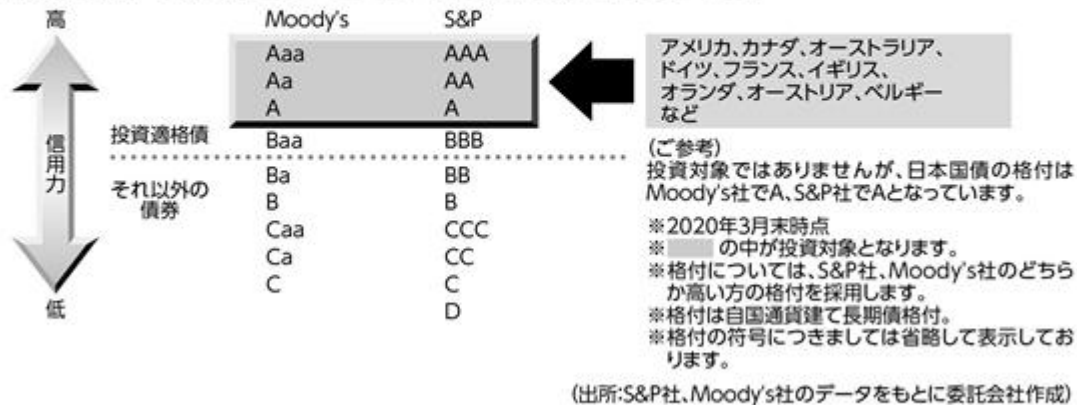 高
Moody's S&P
Aaa AAA
Aa AA
A A
投資適格債 Baa BBB
それ以外の
債券
Ba BB
B B
Caa CCC
Ca CC
C C
D
信用力
低
アメリカ、カナダ、オーストラリア、
ドイツ、フランス、イギリス、
オランダ、オーストリア、ベルギー
など
(ご参考)
投資対象ではありませんが、日本国債の格付は
Moody's社でA、S&P社でAとなっています。
※2020年3月末時点
※ の中が投資対象となります。
※格付については、S&P社、Moody's社のどちら
か高い方の格付を採用します。
※格付は自国通貨建て長期債格付。
※格付の符号につきましては省略して表示してお
ります。
(出所:S&P社、Moody's社のデータをもとに委託会社作成)